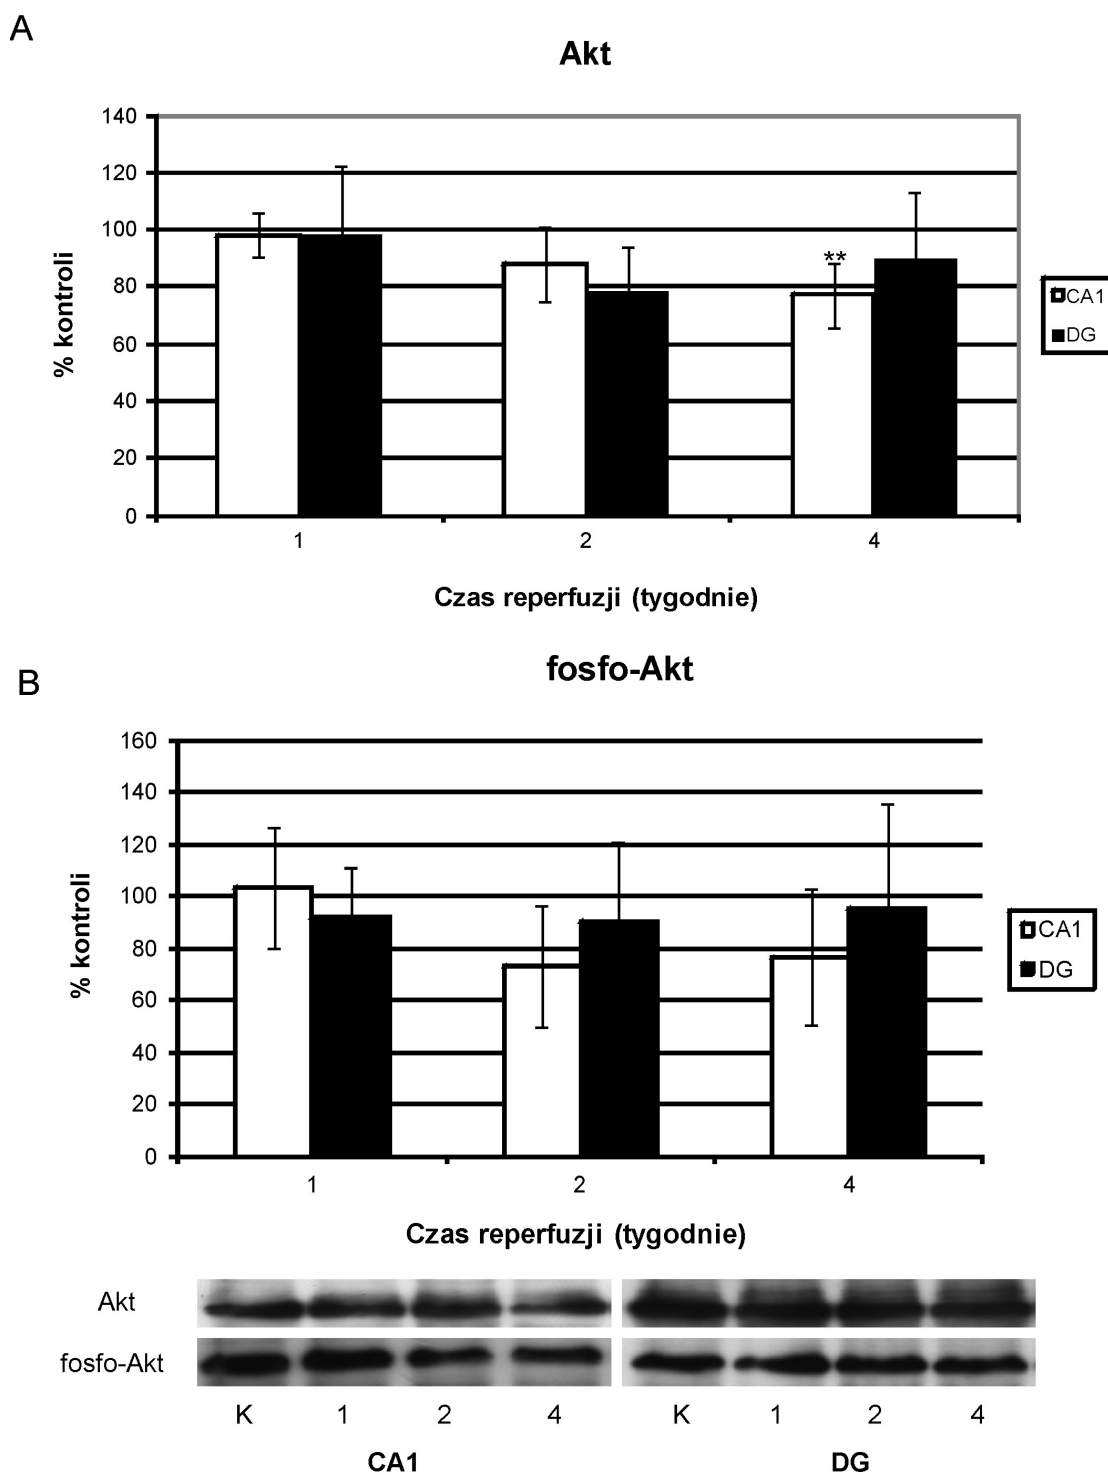 A
Akt
140
120
100
80
60
40
20
0
% kontroli
**
1 2 4
Czas reperfuzji (tygodnie)
CA1
DG
B
fosfo-Akt
160
140
120
100
80
60
40
20
0
% kontroli
1 2 4
Czas reperfuzji (tygodnie)
CA1
DG
Akt
fosfo-Akt
K 1 2 4 K 1 2 4
CA1 DG